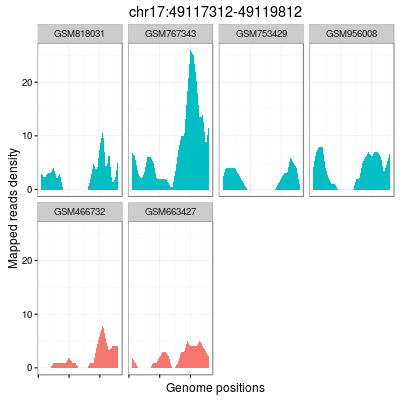 chr17:49117312-49119812
GSM818031 GSM767343 GSM753429 GSM956008
20
10
0
Mapped reads density
GSM466732 GSM663427
20
10
0
Genome positions